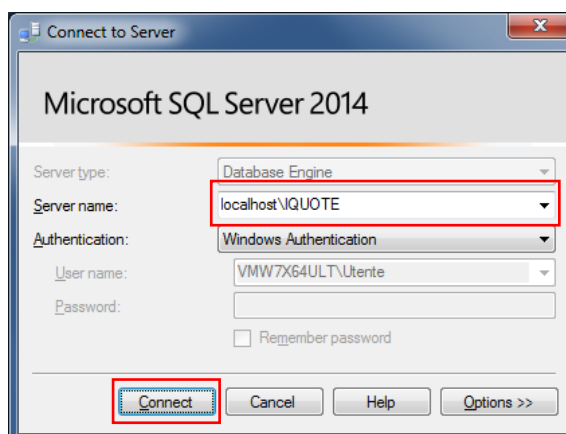 Connect to Server
Microsoft SQL Server 2014
Server type: Database Engine
Server name: localhost\IQUOTE
Authentication: Windows Authentication
User name: VMW7X64ULT\Utente
Password:
Remember password
Connect Cancel Help Options >>